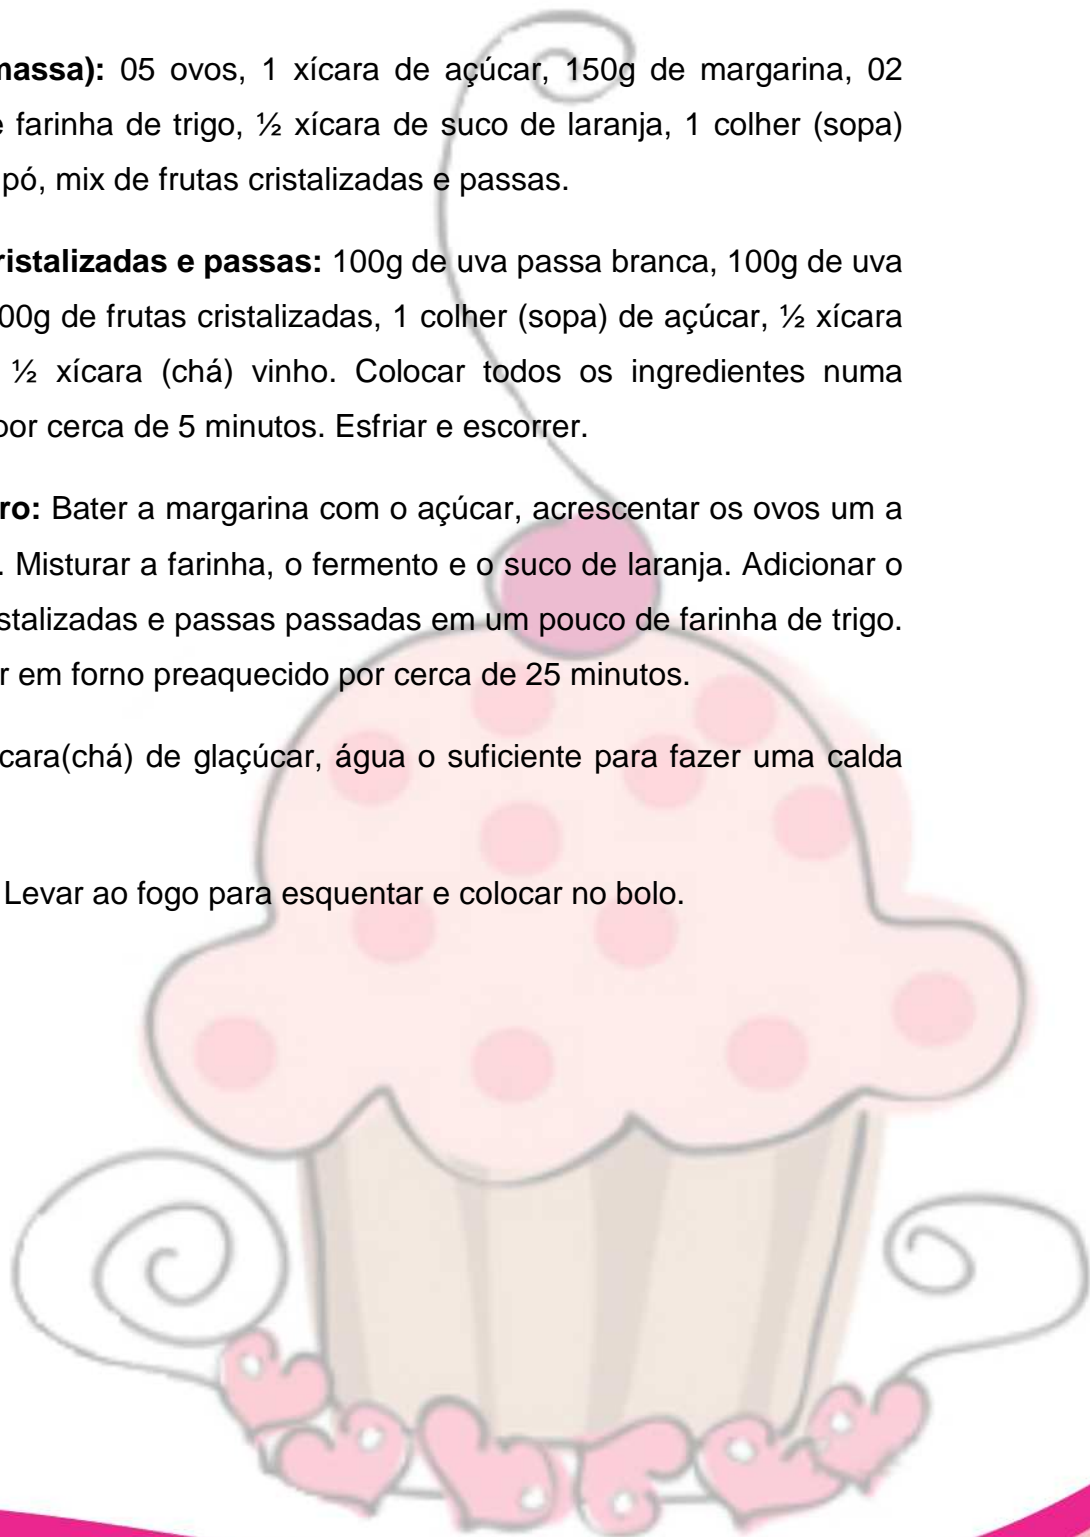 massa): 05 ovos, 1 xícara de açúcar, 150g de margarina, 02
e farinha de trigo, ½ xícara de suco de laranja, 1 colher (sopa)
pó, mix de frutas cristalizadas e passas.
ristalizadas e passas: 100g de uva passa branca, 100g de uva
00g de frutas cristalizadas, 1 colher (sopa) de açúcar, ½ xícara
½ xícara (chá) vinho. Colocar todos os ingredientes numa
por cerca de 5 minutos. Esfriar e escorrer.
ro: Bater a margarina com o açúcar, acrescentar os ovos um a
. Misturar a farinha, o fermento e o suco de laranja. Adicionar o
stalizadas e passas passadas em um pouco de farinha de trigo.
r em forno preaquecido por cerca de 25 minutos.
cara(chá) de glaçúcar, água o suficiente para fazer uma calda
Levar ao fogo para esquentar e colocar no bolo.